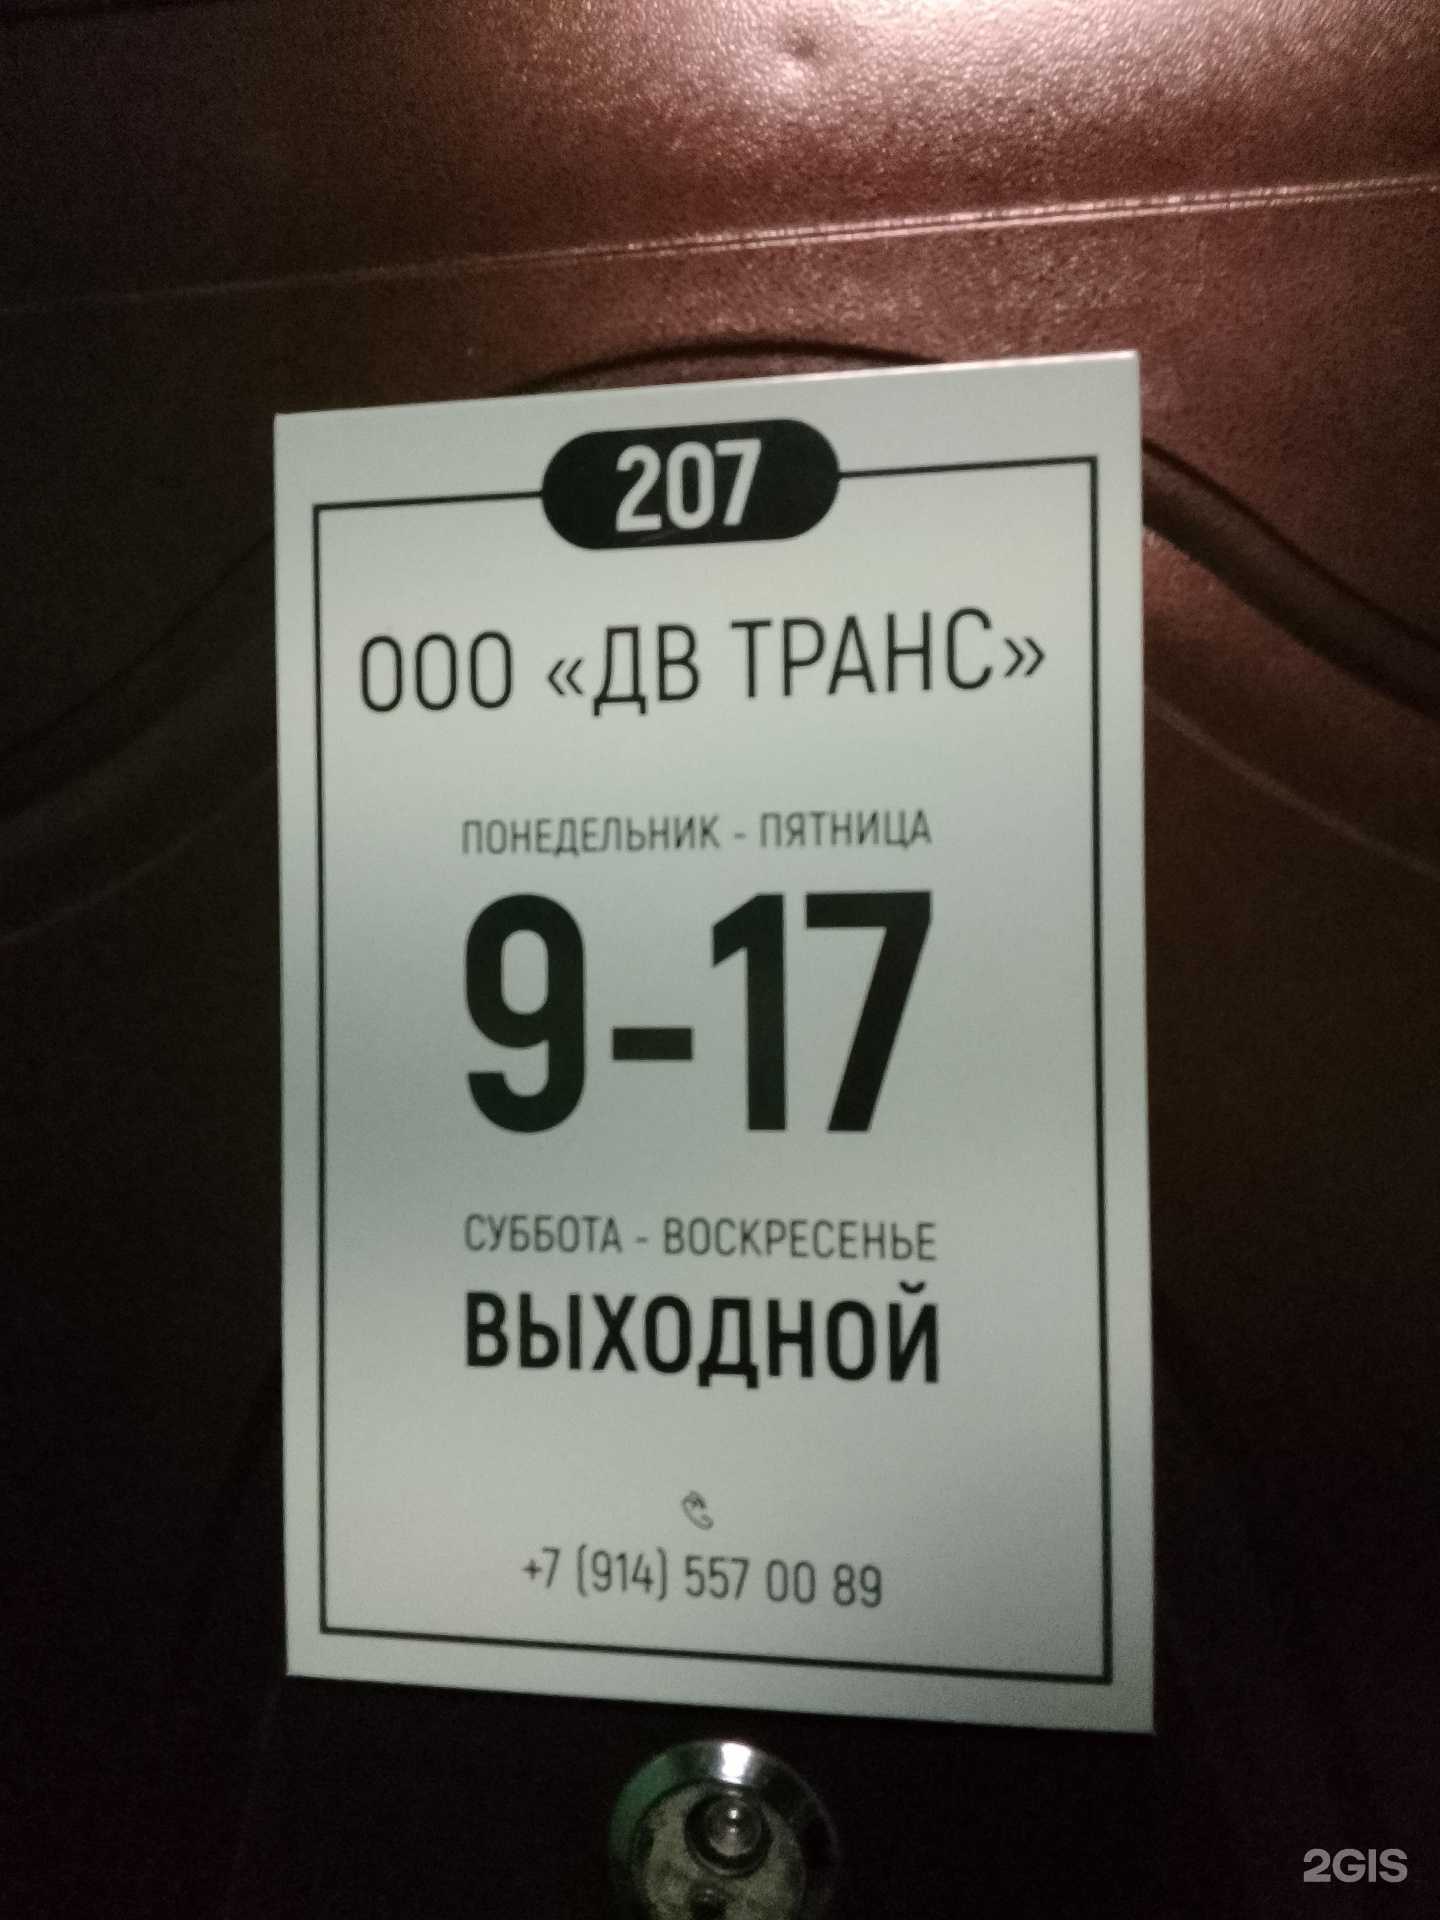 207
ООО «ДВ ТРАНС»
ПОНЕДЕЛЬНИК - ПЯТНИЦА
9-17
СУББОТА - ВОСКРЕСЕНЬЕ
ВЫХОДНОЙ
+7 (914) 557 00 89
2GIS